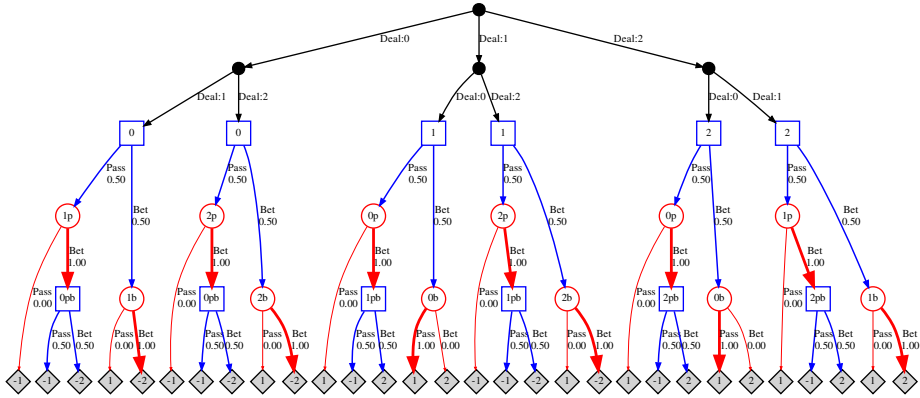 Deal:0
Deal:1
Deal:2
Deal:1
Deal:2
Deal:0
Deal:2
Deal:0
Deal:1
0
0
1
1
2
2
Pass
0.50
Pass
0.50
Pass
0.50
Pass
0.50
Pass
0.50
Pass
0.50
Bet
0.50
Bet
0.50
Bet
0.50
Bet
0.50
Bet
0.50
Bet
0.50
1p
2p
0p
2p
0p
1p
Bet
1.00
Bet
1.00
Bet
1.00
Bet
1.00
Bet
1.00
Bet
1.00
Pass
0.00
Pass
0.00
Pass
0.00
Pass
0.00
Pass
0.00
Pass
0.00
0pb
1b
0pb
2b
1pb
0b
1pb
2b
2pb
0b
2pb
1b
Pass
0.50
Bet
0.50
Pass
0.00
Bet
1.00
Pass
0.50
Bet
0.50
Pass
0.00
Bet
1.00
Pass
0.50
Bet
0.50
Pass
1.00
Bet
0.00
Pass
0.50
Bet
0.50
Pass
0.00
Bet
1.00
Pass
0.50
Bet
0.50
Pass
1.00
Bet
0.00
Pass
0.50
Bet
0.50
Pass
0.00
Bet
1.00
-1
-1
-2
1
-2
-1
-1
-2
1
-2
1
-1
2
1
2
-1
-1
-2
1
-2
1
-1
2
1
2
1
-1
2
1
2